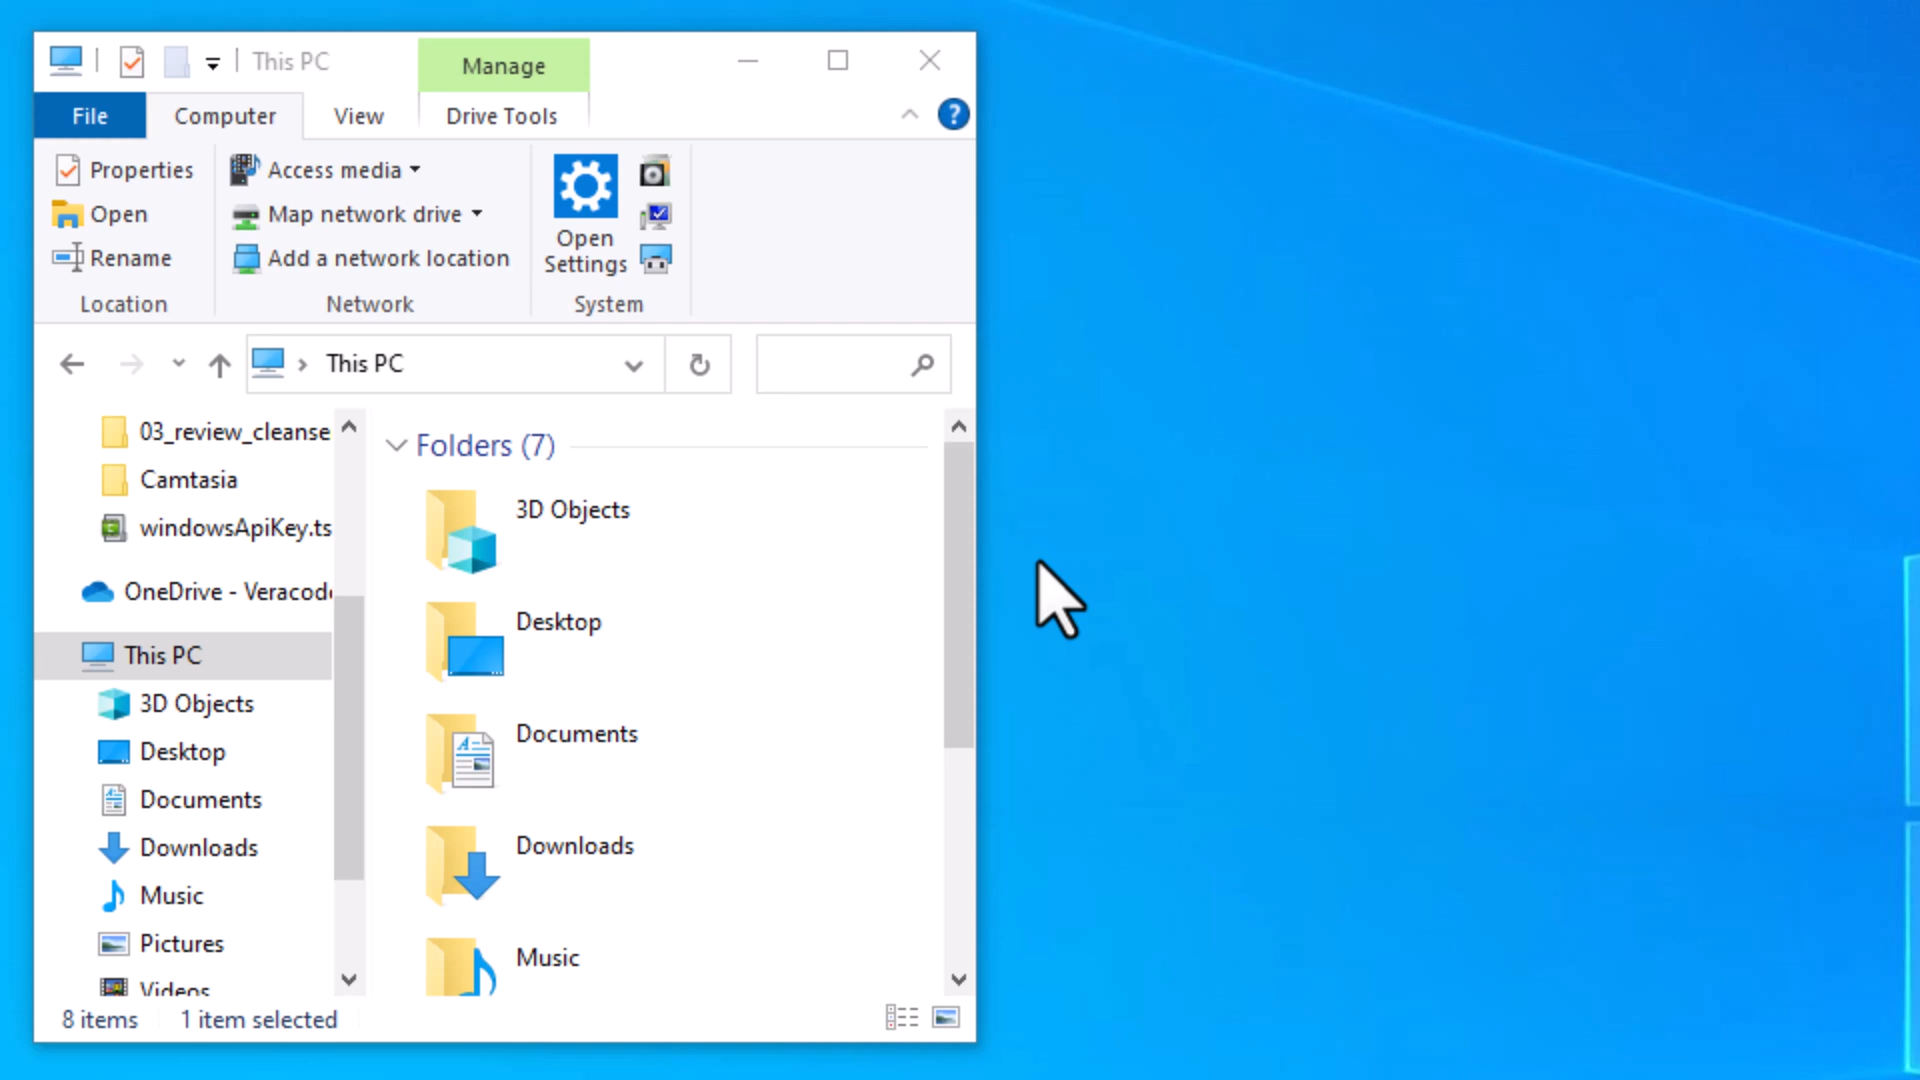 This PC
Manage
File
Computer
View
Drive Tools
?
Properties
Access media
Open
Map network drive
Rename
Add a network location
Open
Settings
Location
Network
System
This PC
03_review_cleanse
Camtasia
windowsApiKey.ts
OneDrive - Veracode
This PC
3D Objects
Desktop
Documents
Downloads
Music
Pictures
Videos
Folders (7)
3D Objects
Desktop
Documents
Downloads
Music
8 items
1 item selected